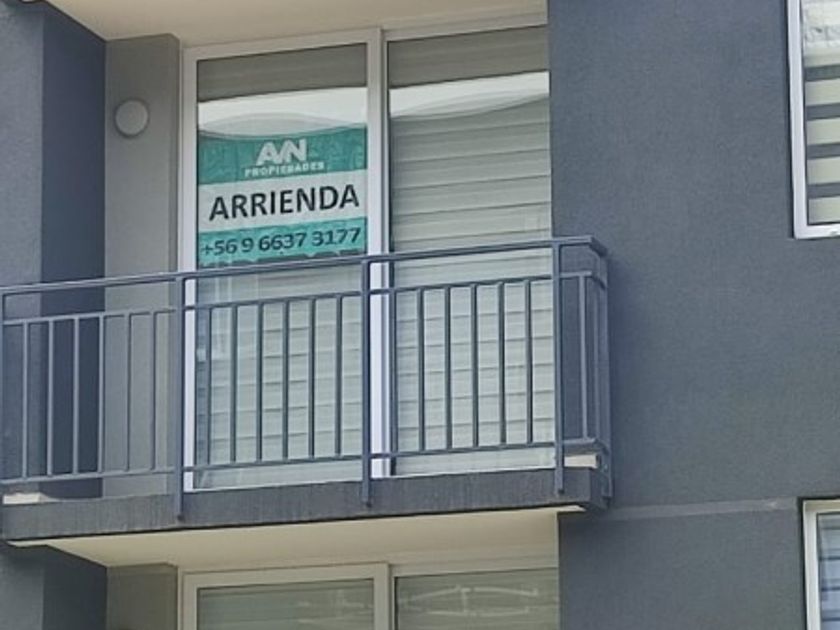 AVN
PROPIEDADES
ARRIENDA
+56 9 6637 3177